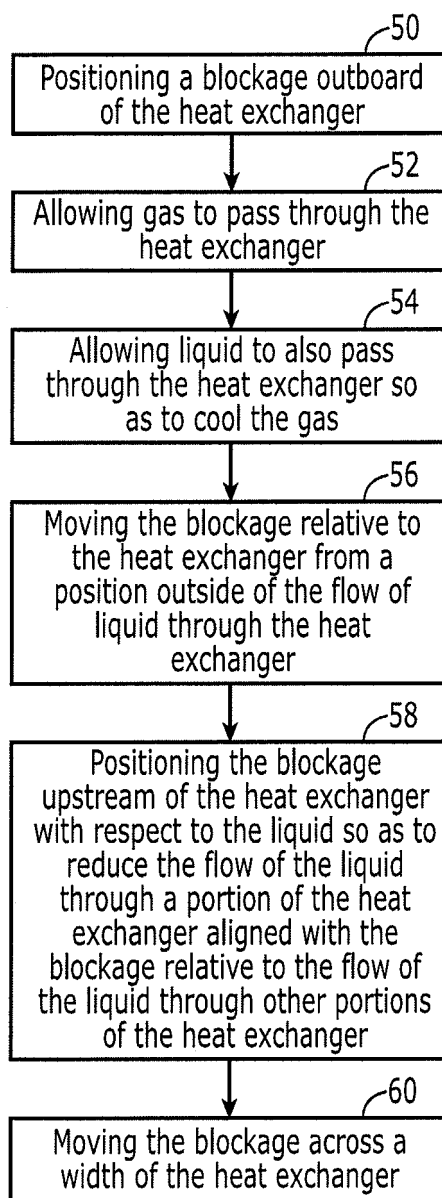 50
Positioning a blockage outboard
of the heat exchanger
52
Allowing gas to pass through the
heat exchanger
54
Allowing liquid to also pass
through the heat exchanger so
as to cool the gas
56
Moving the blockage relative to
the heat exchanger from a
position outside of the flow of
liquid through the heat
exchanger
58
Positioning the blockage
upstream of the heat exchanger
with respect to the liquid so as to
reduce the flow of the liquid
through a portion of the heat
exchanger aligned with the
blockage relative to the flow of
the liquid through other portions
of the heat exchanger
60
Moving the blockage across a
width of the heat exchanger